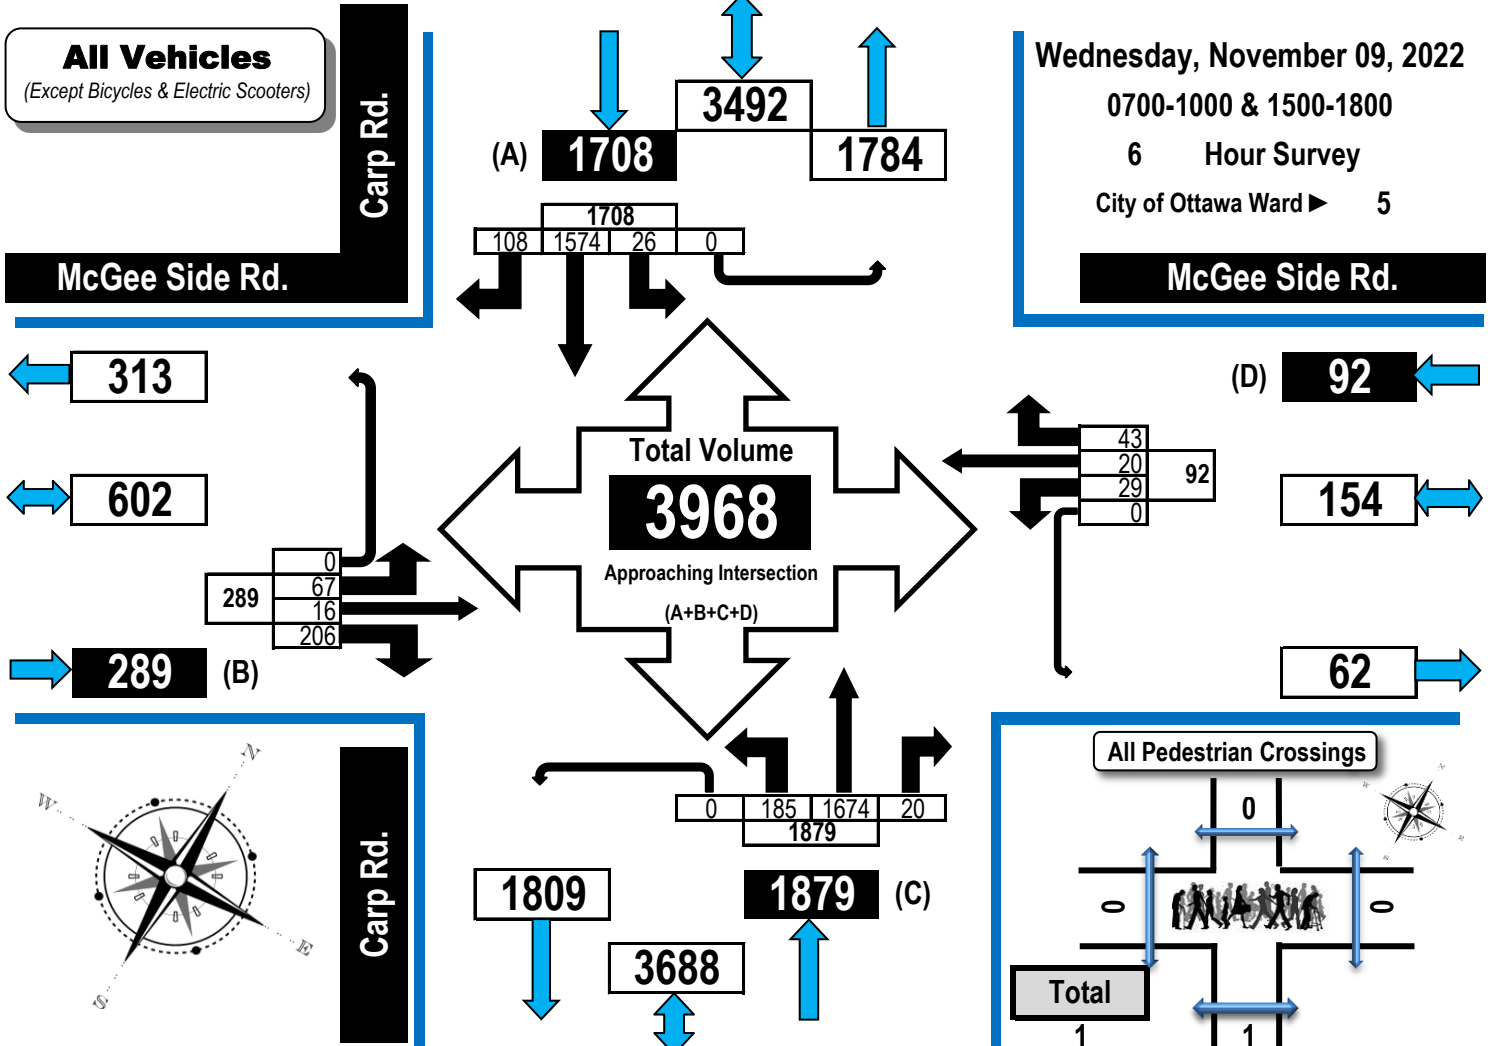 All Vehicles
(Except Bicycles & Electric Scooters)
Carp Rd.
McGee Side Rd.
3492
(A) 1708
1784
1708
108 1574 26 0
Wednesday, November 09, 2022
0700-1000 & 1500-1800
6 Hour Survey
City of Ottawa Ward ► 5
McGee Side Rd.
313
602
0
67
16
206
289
289 (B)
Total Volume
3968
Approaching Intersection
(A+B+C+D)
(D) 92
43
20
29
0
92
154
62
N
W
E
S
Carp Rd.
0 185 1674 20
1879
1809
1879 (C)
3688
All Pedestrian Crossings
N
W
E
S
0
0
0
Total
1
1